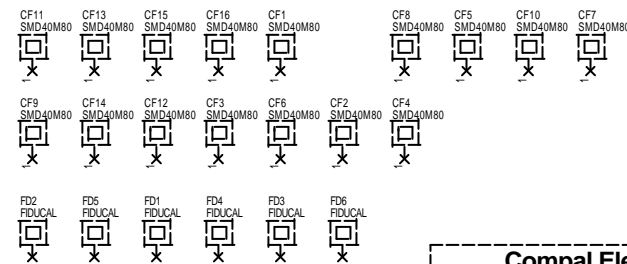 CF11 CF13 CF15 CF16 CF1 CF8 CF5 CF10 CF7
SMD40M80 SMD40M80 SMD40M80 SMD40M80 SMD40M80 SMD40M80 SMD40M80 SMD40M80 SMD40M80
CF9 CF14 CF12 CF3 CF6 CF2 CF4
SMD40M80 SMD40M80 SMD40M80 SMD40M80 SMD40M80 SMD40M80 SMD40M80
FD2 FD5 FD1 FD4 FD3 FD6
FIDUCAL FIDUCAL FIDUCAL FIDUCAL FIDUCAL FIDUCAL
Compal Ele